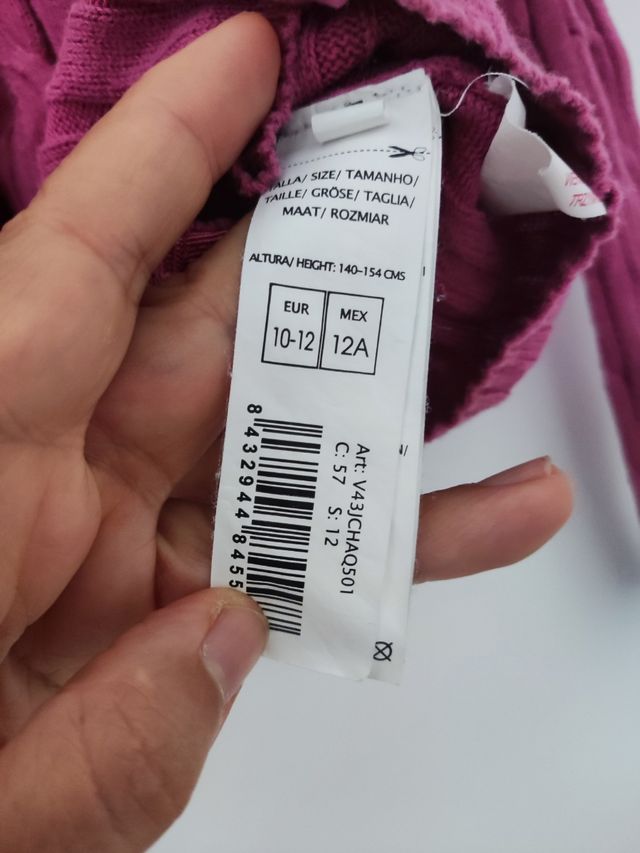 TALLA/ SIZE/ TAMANHO/
TAILLE/ GRÖSE/ TAGLIA/
MAAT/ ROZMIAR
ALTURA/ HEIGHT: 140-154 CMS
EUR
10-12
MEX
12A
Art: V43JCHAQ501
C: 57 S: 12
8 432944 8455